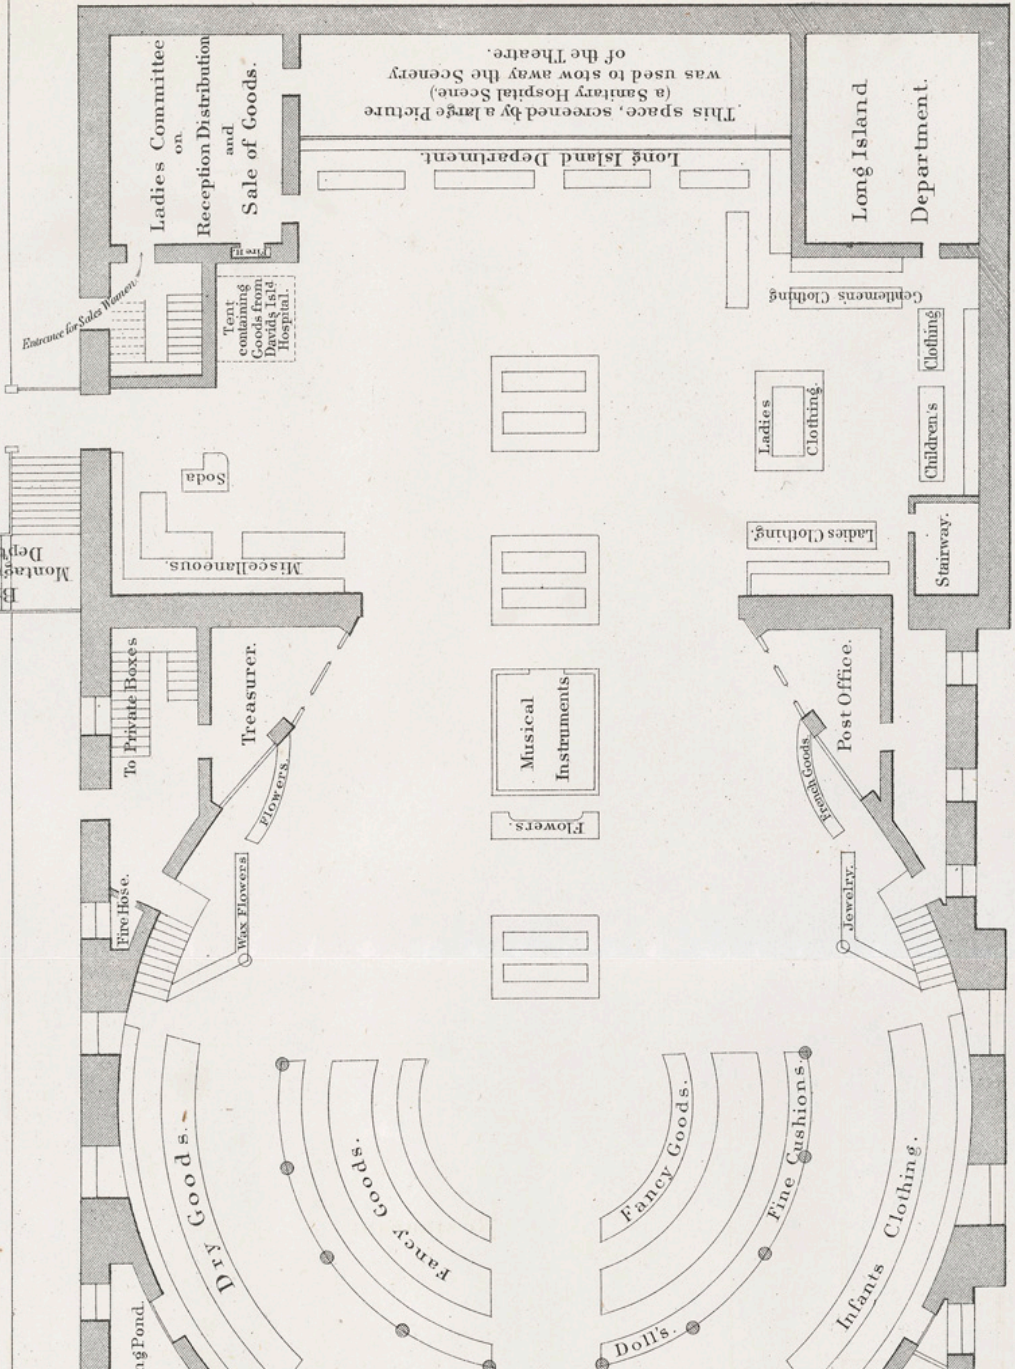 Ladies Committee
on
Reception Distribution
and
Sale of Goods.
This space, screened by a large Picture
(a Sanitary Hospital Scene,)
was used to stow away the Scenery
of the Theatre.
Long Island Department.
Long Island
Department.
Fire H.
Entrance for Sales Women
Tent
containing
Goods from
Davids Isld
Hospital.
Gentlemen's Clothing
Clothing
Children's
Ladies
Clothing.
Soda
Ladies Clothing.
Stairway.
Miscellaneous.
To Private Boxes
Treasurer.
Musical
Instruments
Post Office.
Flowers.
French Goods.
Flowers.
Fire Hose.
Wax Flowers
Jewelry.
Dry Goods.
Fancy Goods.
Fancy Goods.
Fine Cushions.
Infants Clothing.
Doll's.
Pond.